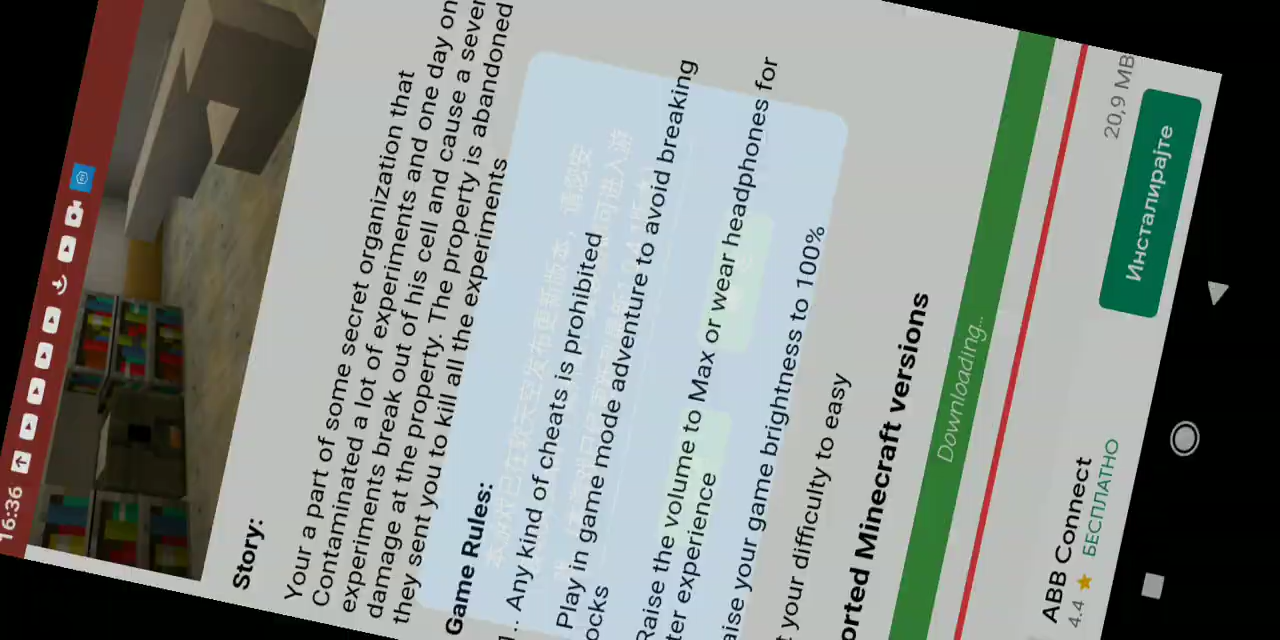 16:36
Story:
Your a part of some secret organization that
Contaminated a lot of experiments and one day on
experiments break out of his cell and cause a sever
damage at the property. The property is abandoned
they sent you to kill all the experiments
Game Rules:
Any kind of cheats is prohibited
Play in game mode adventure to avoid breaking
ocks
Raise the volume to Max or wear headphones for
ter experience
aise your game brightness to 100%
t your difficulty to easy
orted Minecraft versions
Downloading...
ABB Connect
4.4 ★ БЕСПЛАТНО
20,9 MB
Инсталирајте